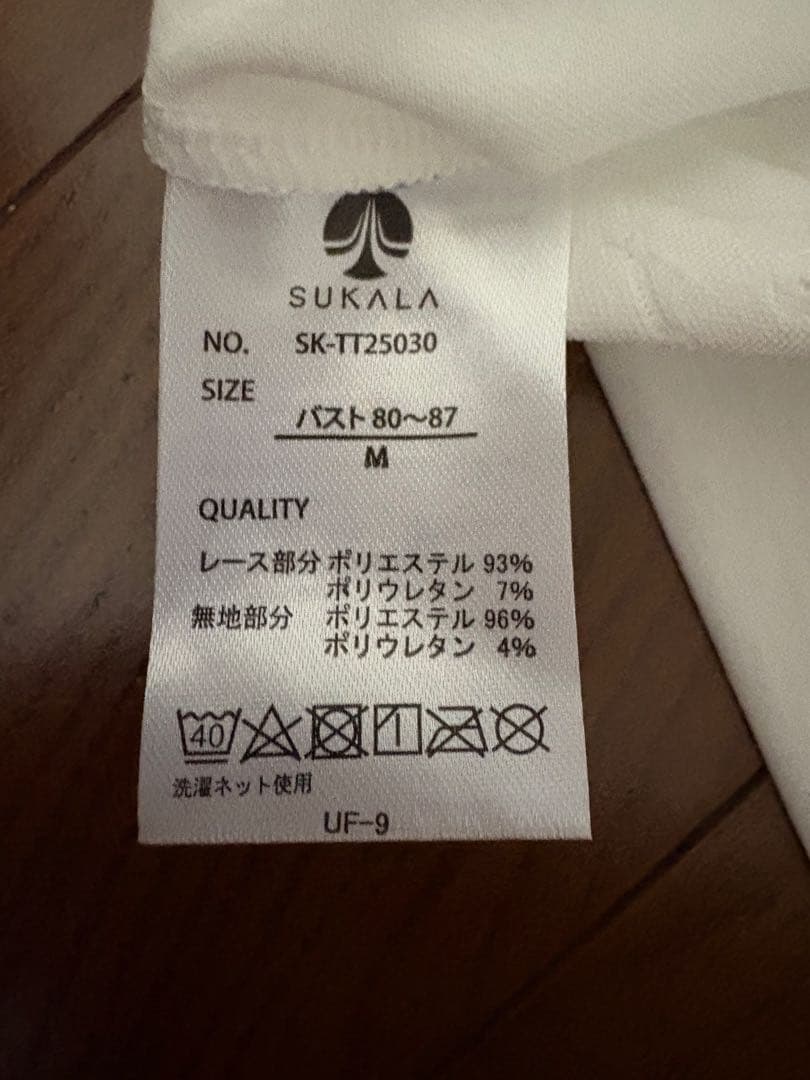 SUKALA
NO. SK-TT25030
SIZE
バスト 80～87
M
QUALITY
レース部分 ポリエステル 93%
ポリウレタン 7%
無地部分 ポリエステル 96%
ポリウレタン 4%
40
洗濯ネット使用
UF-9